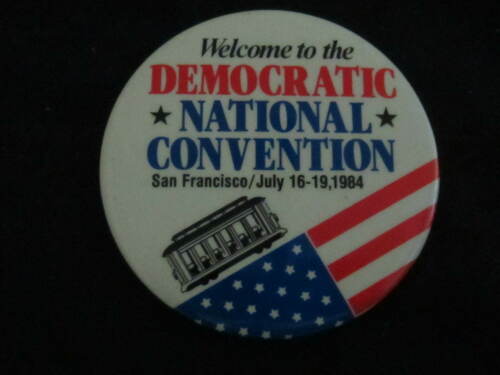 Welcome to the
DEMOCRATIC
NATIONAL
CONVENTION
San Francisco/July 16-19,1984